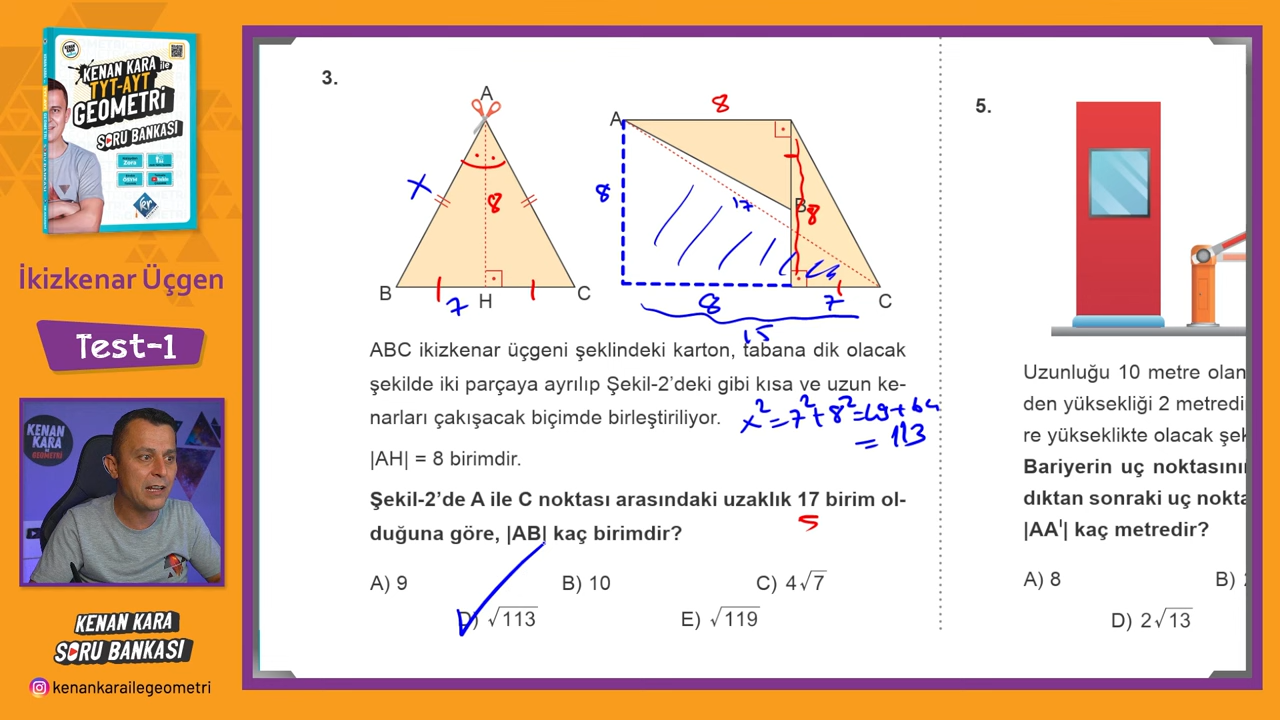 KENAN KARA ile
TYT-AYT
GEOMETRİ
SORU BANKASI
İkizkenar Üçgen
Test-1
KENAN
KARA
KENAN KARA
SORU BANKASI
kenankarailegeometri
3.
A
x
8
B
7
H
C
8
A
8
17
B
8
8
7
C
15
ABC ikizkenar üçgeni şeklindeki karton, tabana dik olacak
şekilde iki parçaya ayrılıp Şekil-2’deki gibi kısa ve uzun ke-
narları çakışacak biçimde birleştiriliyor.
x² = 7² + 8² = 49 + 64
= 113
|AH| = 8 birimdir.
Şekil-2’de A ile C noktası arasındaki uzaklık 17 birim ol-
5
duğuna göre, |AB| kaç birimdir?
A) 9
B) 10
C) 4√7
D) √113
E) √119
5.
Uzunluğu 10 metre olan
den yüksekliği 2 metredi
re yükseklikte olacak şek
Bariyerin uç noktasının
dıktan sonraki uç nokta
|AAᴵ| kaç metredir?
A) 8
B)
D) 2√13